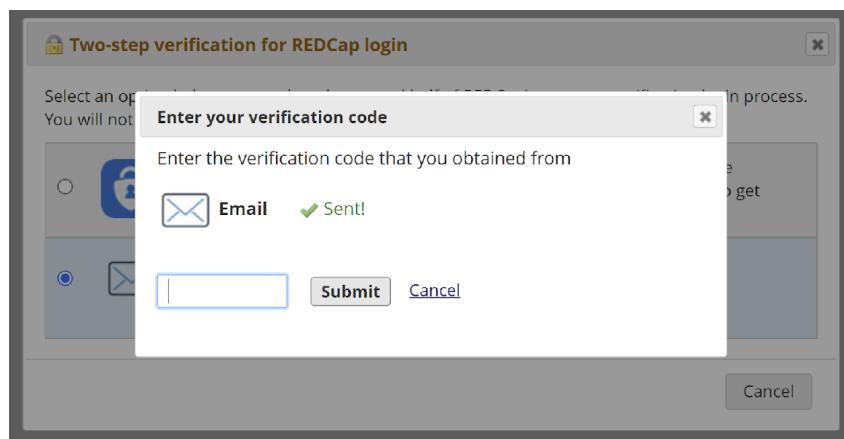 Two-step verification for REDCap login
Select an op
n process.
You will not
Enter your verification code
Enter the verification code that you obtained from
Email
Sent!
get
Submit
Cancel
Cancel